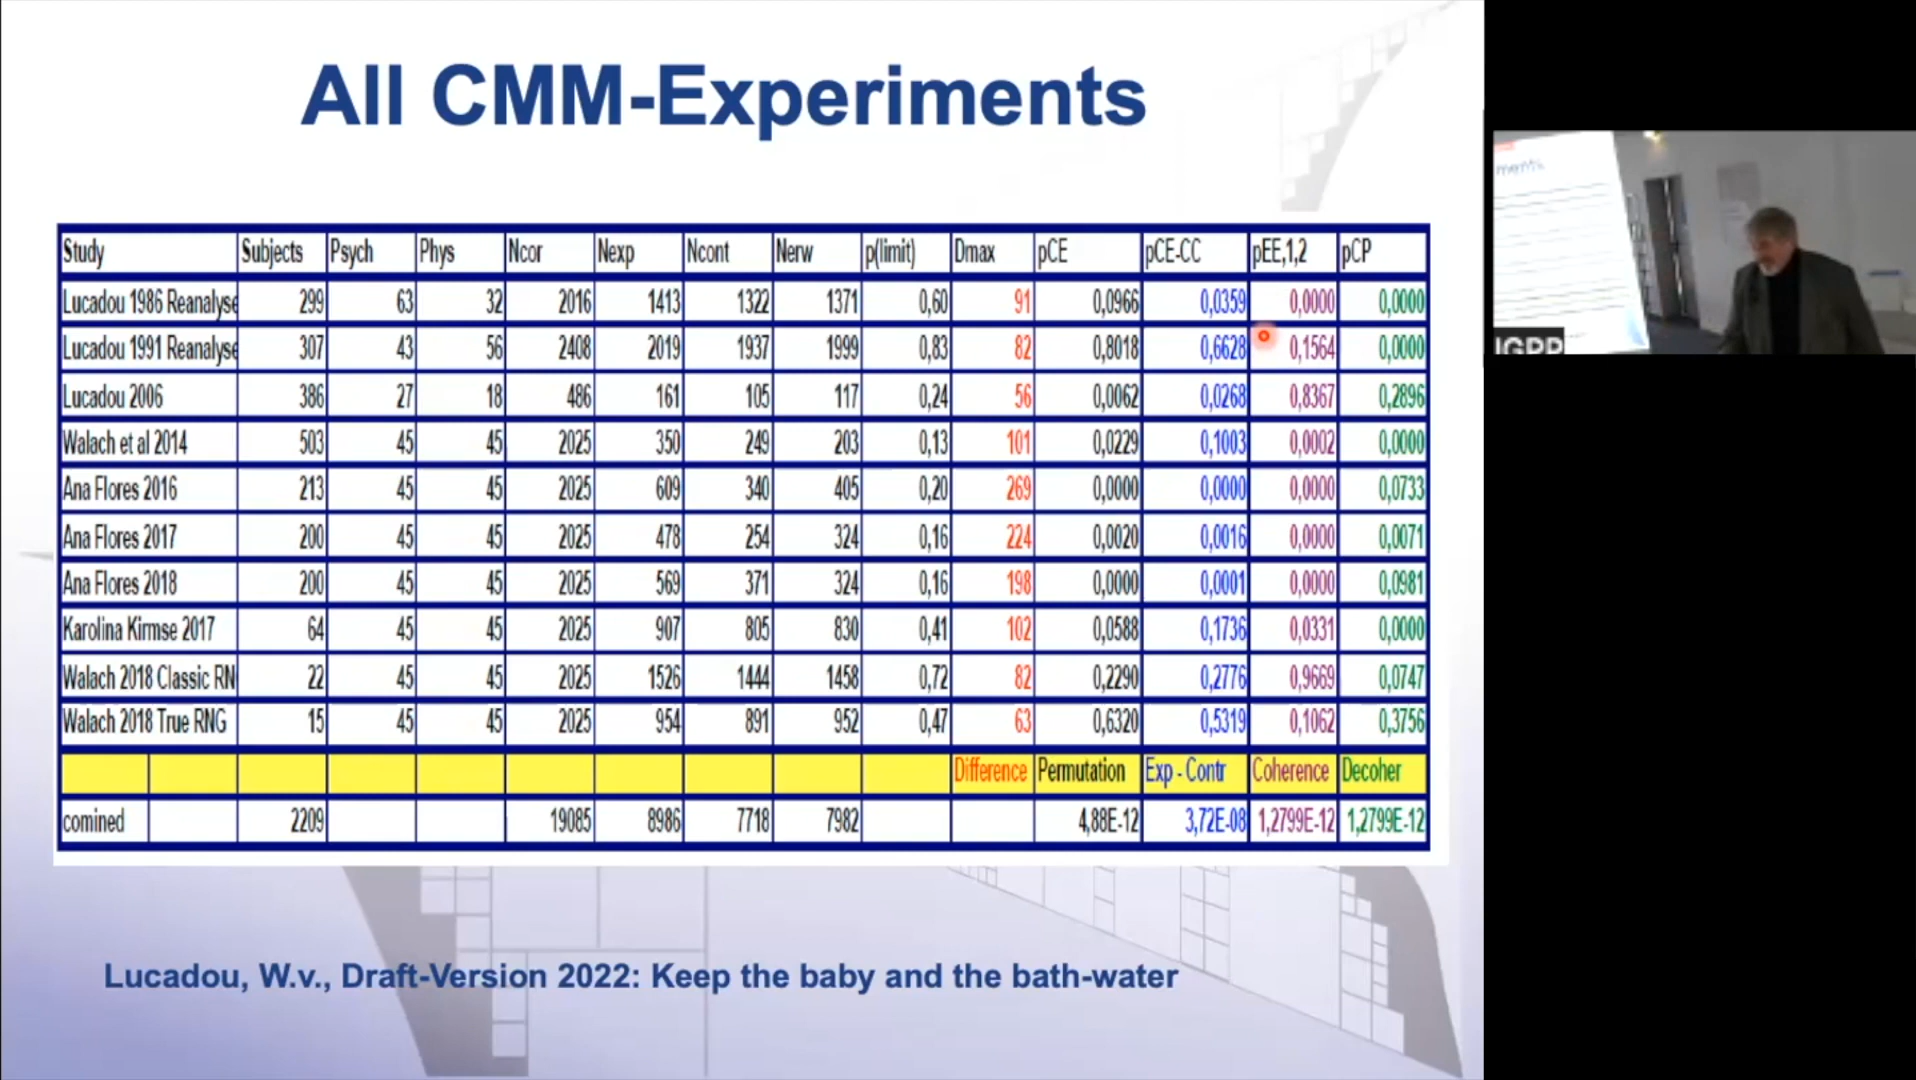 All CMM-Experiments
Study Subjects Psych Phys Ncor Nexp Ncont Nerw p(limit) Dmax pCE pCE-CC pEE,1,2 pCP
Lucadou 1986 Reanalyse 299 63 32 2016 1413 1322 1371 0,60 91 0,0966 0,0359 0,0000 0,0000
Lucadou 1991 Reanalyse 307 43 56 2408 2019 1937 1999 0,83 82 0,8018 0,6628 0,1564 0,0000
Lucadou 2006 386 27 18 486 161 105 117 0,24 56 0,0062 0,0268 0,8367 0,2896
Walach et al 2014 503 45 45 2025 350 249 203 0,13 101 0,0229 0,1003 0,0002 0,0000
Ana Flores 2016 213 45 45 2025 609 340 405 0,20 269 0,0000 0,0000 0,0000 0,0733
Ana Flores 2017 200 45 45 2025 478 254 324 0,16 224 0,0020 0,0016 0,0000 0,0071
Ana Flores 2018 200 45 45 2025 569 371 324 0,16 198 0,0000 0,0001 0,0000 0,0981
Karolina Kirmse 2017 64 45 45 2025 907 805 830 0,41 102 0,0588 0,1736 0,0331 0,0000
Walach 2018 Classic RN 22 45 45 2025 1526 1444 1458 0,72 82 0,2290 0,2776 0,9669 0,0747
Walach 2018 True RNG 15 45 45 2025 954 891 952 0,47 63 0,6320 0,5319 0,1062 0,3756
Difference Permutation Exp - Contr Coherence Decoher
comined 2209 19085 8986 7718 7982 4,88E-12 3,72E-08 1,2799E-12 1,2799E-12
Lucadou, W.v., Draft-Version 2022: Keep the baby and the bath-water
ments
IGPP